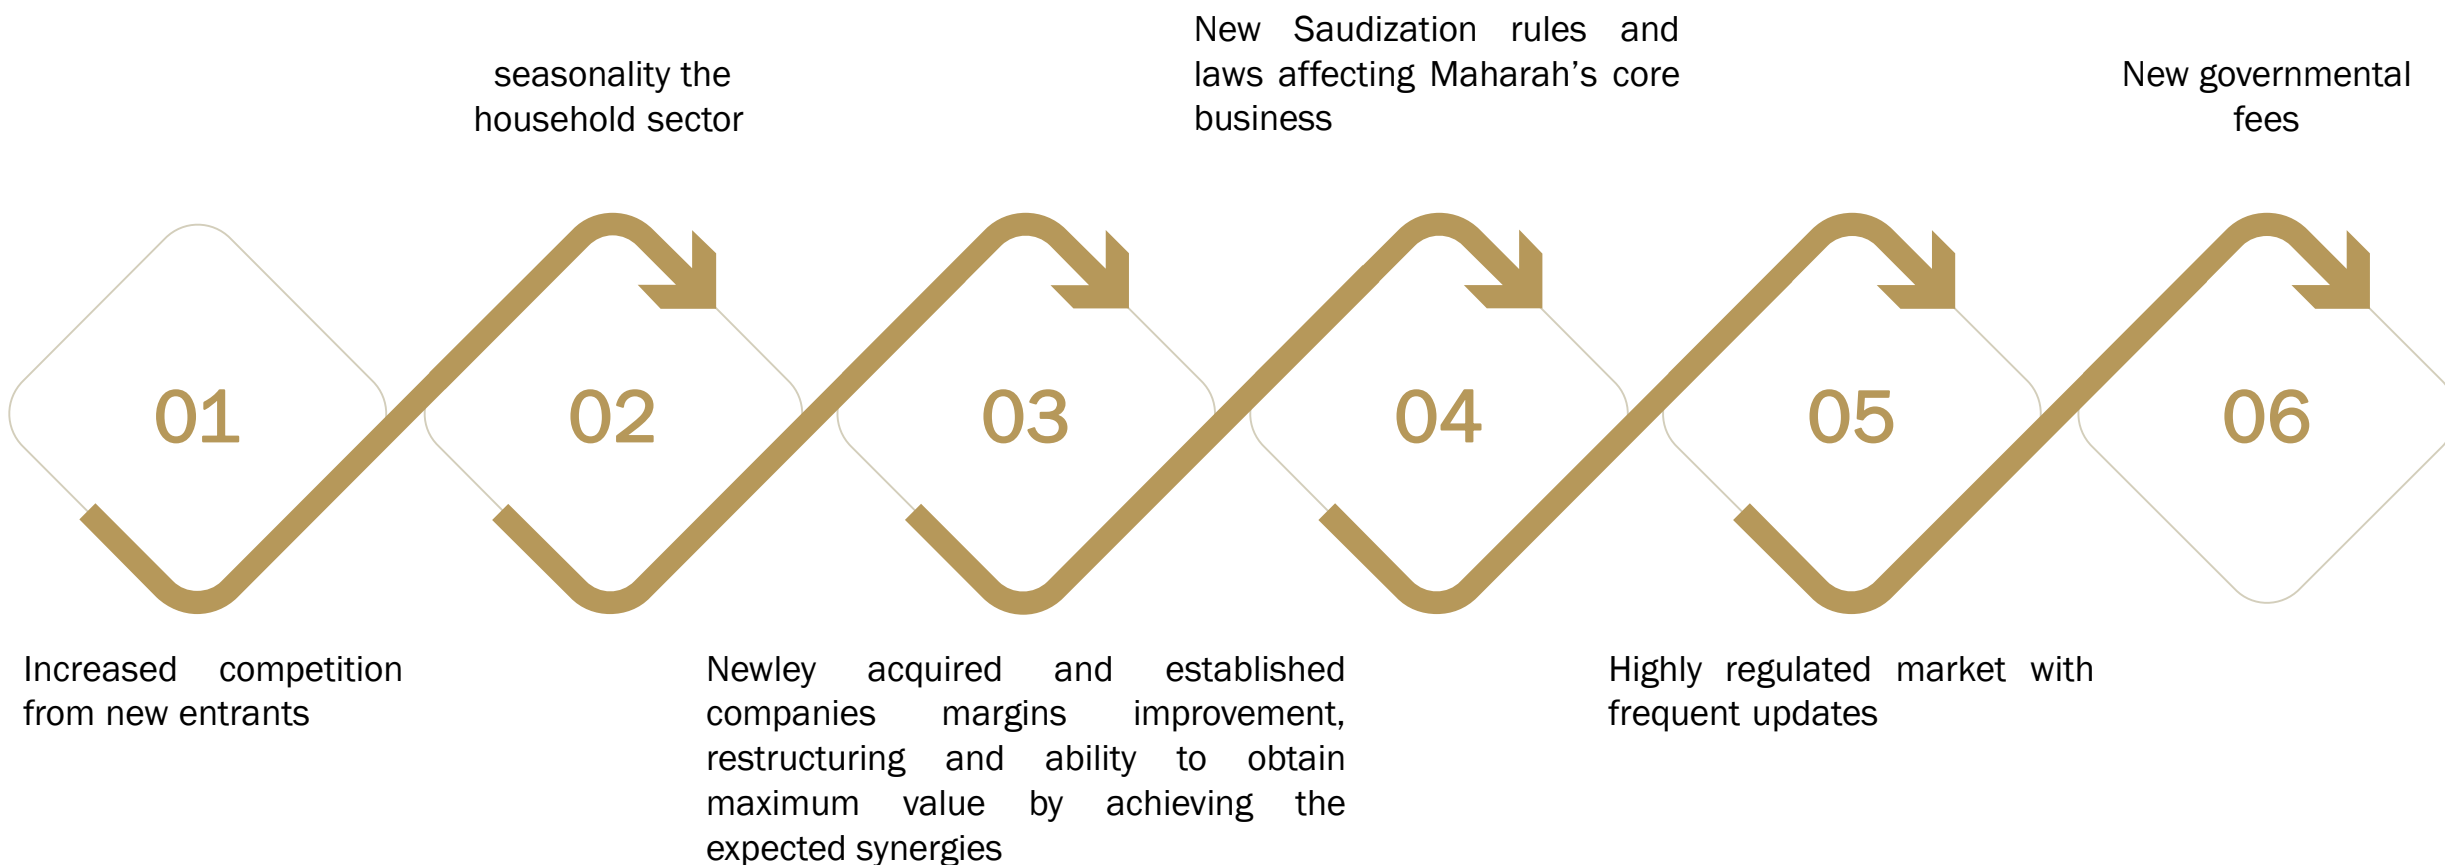 01
Increased competition
from new entrants
seasonality the
household sector
02
03
Newley acquired and established
companies margins improvement,
restructuring and ability to obtain
maximum value by achieving the
expected synergies
New Saudization rules and
laws affecting Maharah’s core
business
04
05
Highly regulated market with
frequent updates
New governmental
fees
06